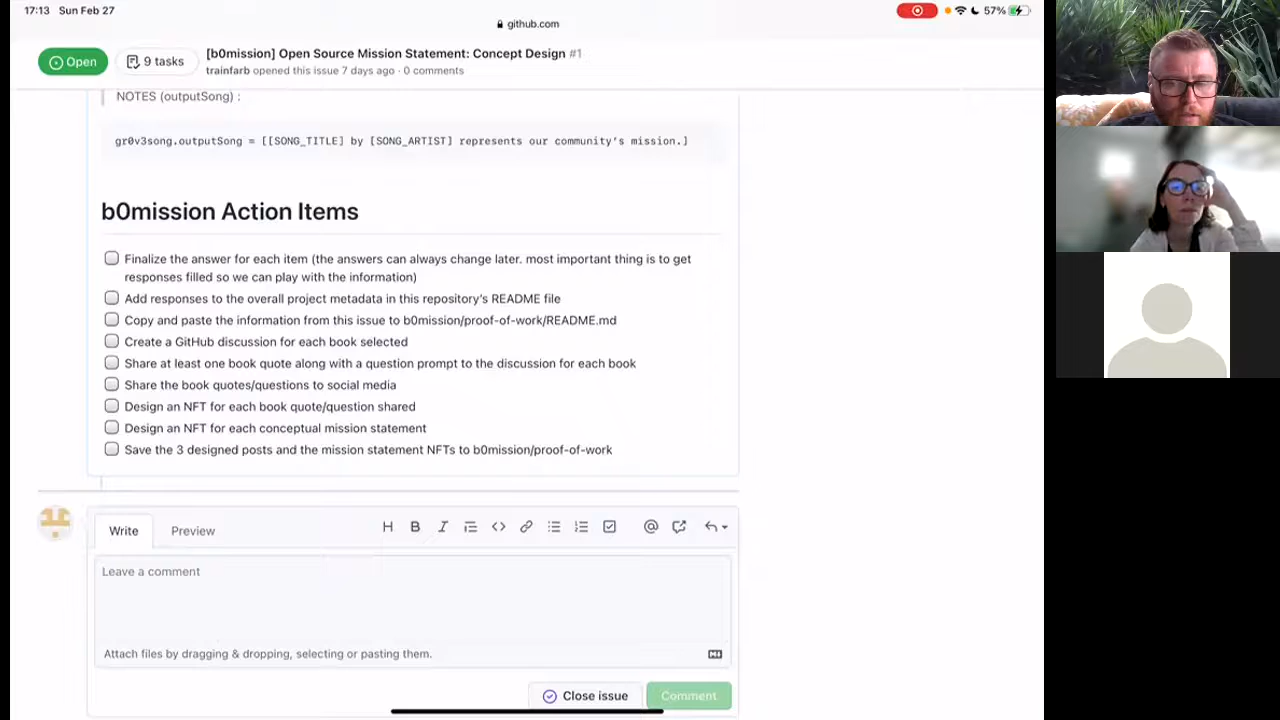 17:13 Sun Feb 27
57%
github.com
Open
9 tasks
[b0mission] Open Source Mission Statement: Concept Design #1
trainfarb opened this issue 7 days ago · 0 comments
NOTES (outputSong) :
gr0v3song.outputSong = [[SONG_TITLE] by [SONG_ARTIST] represents our community's mission.]
b0mission Action Items
Finalize the answer for each item (the answers can always change later. most important thing is to get
responses filled so we can play with the information)
Add responses to the overall project metadata in this repository's README file
Copy and paste the information from this issue to b0mission/proof-of-work/README.md
Create a GitHub discussion for each book selected
Share at least one book quote along with a question prompt to the discussion for each book
Share the book quotes/questions to social media
Design an NFT for each book quote/question shared
Design an NFT for each conceptual mission statement
Save the 3 designed posts and the mission statement NFTs to b0mission/proof-of-work
Write
Preview
H B I @
Leave a comment
Attach files by dragging & dropping, selecting or pasting them.
Close issue
Comment